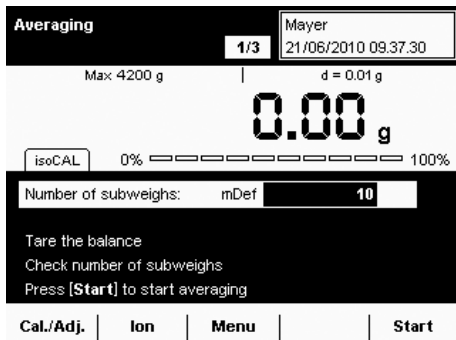 Averaging
1/3
Mayer
21/06/2010 09.37.30
Max 4200 g
d = 0.01 g
0.00 g
isoCAL 0% 100%
Number of subweighs: mDef 10
Tare the balance
Check number of subweighs
Press [Start] to start averaging
Cal./Adj. Ion Menu Start